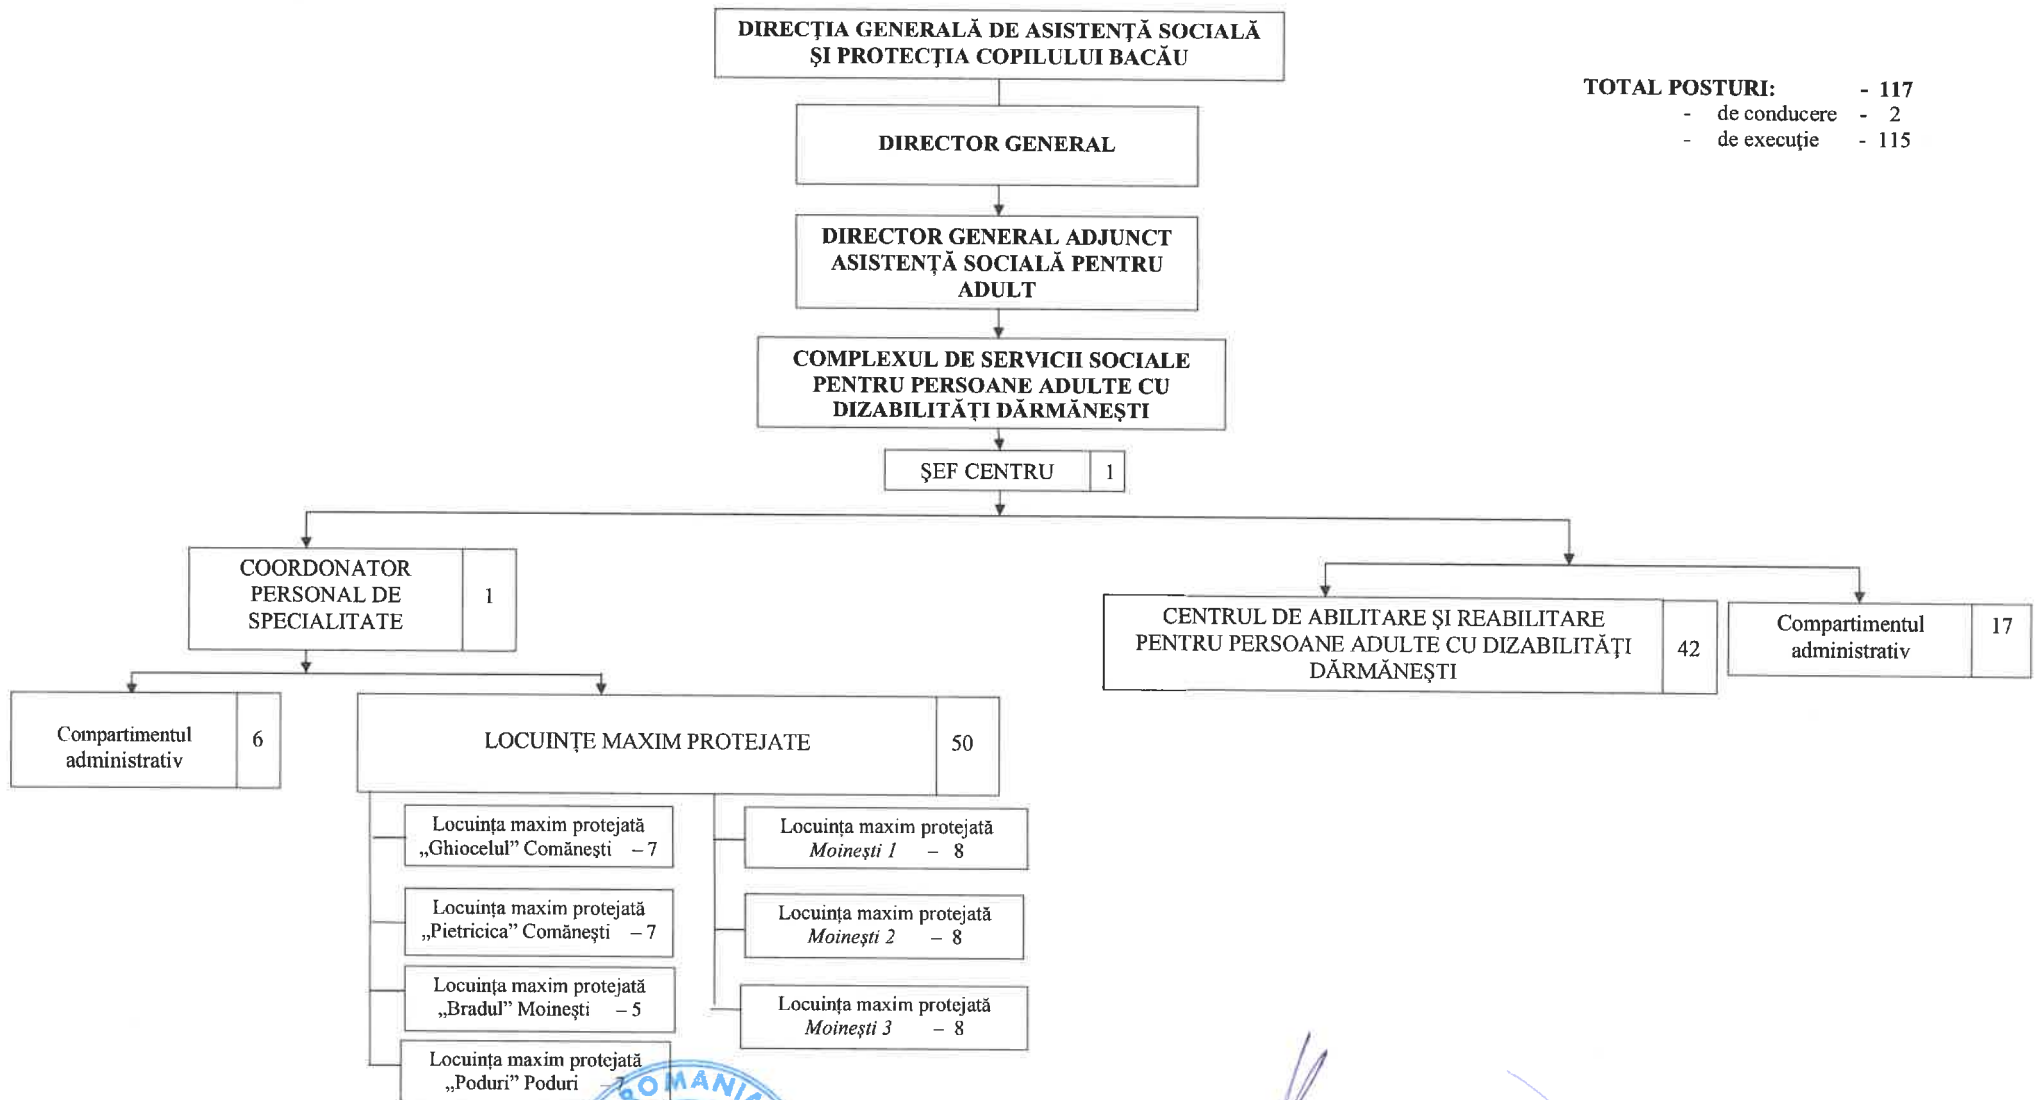 DIRECŢIA GENERALĂ DE ASISTENŢĂ SOCIALĂ
ŞI PROTECŢIA COPILULUI BACĂU
TOTAL POSTURI: - 117
- de conducere - 2
- de execuţie - 115
DIRECTOR GENERAL
DIRECTOR GENERAL ADJUNCT
ASISTENŢĂ SOCIALĂ PENTRU
ADULT
COMPLEXUL DE SERVICII SOCIALE
PENTRU PERSOANE ADULTE CU
DIZABILITĂŢI DĂRMĂNEŞTI
ŞEF CENTRU 1
COORDONATOR
PERSONAL DE 1
SPECIALITATE
CENTRUL DE ABILITARE ŞI REABILITARE
PENTRU PERSOANE ADULTE CU DIZABILITĂŢI 42
DĂRMĂNEŞTI
Compartimentul 17
administrativ
Compartimentul 6
administrativ
LOCUINŢE MAXIM PROTEJATE 50
Locuinţa maxim protejată
„Ghiocelul” Comăneşti – 7
Locuinţa maxim protejată
„Pietricica” Comăneşti – 7
Locuinţa maxim protejată
„Bradul” Moineşti – 5
Locuinţa maxim protejată
„Poduri” Poduri – 7
Locuinţa maxim protejată
Moineşti 1 – 8
Locuinţa maxim protejată
Moineşti 2 – 8
Locuinţa maxim protejată
Moineşti 3 – 8
ROMÂNIA